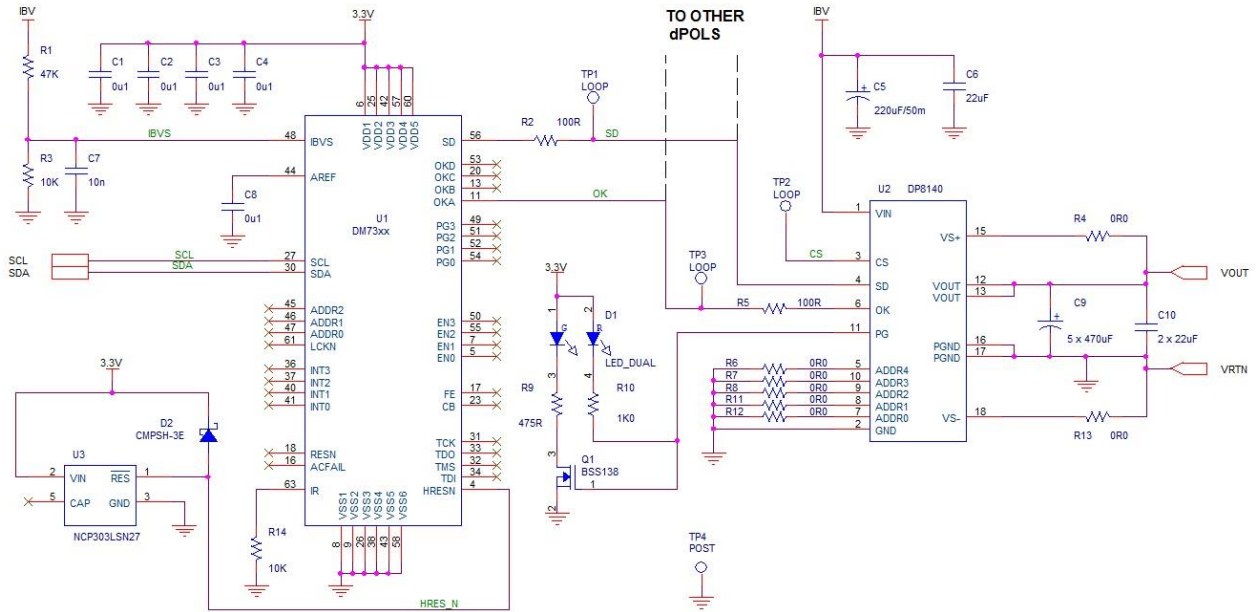 IBV
R1
47K
C1
0u1
C2
0u1
C3
0u1
C4
0u1
3.3V
6
25
42
57
60
VDD1
VDD2
VDD3
VDD4
VDD5
TO OTHER
dPOLS
TP1
LOOP
R2 100R
SD
IBV
C5
220uF/50m
C6
22uF
IBVS
48 IBVS
SD 56
R3
10K
C7
10n
44 AREF
C8
0u1
OKD 53
OKC 20
OKB 13
OKA 11
OK
U1
DM73xx
PG3 49
PG2 51
PG1 52
PG0 54
SCL
SDA
SCL
SDA
27 SCL
30 SDA
45 ADDR2
46 ADDR1
47 ADDR0
61 LCKN
EN3 50
EN2 55
EN1 7
EN0 5
36 INT3
37 INT2
40 INT1
41 INT0
FE 17
CB 23
TCK 31
TDO 33
TMS 32
TDI 34
HRESN 4
18 RESN
16 ACFAIL
63 IR
VSS1
VSS2
VSS3
VSS4
VSS5
VSS6
8
9
26
38
43
58
R14
10K
HRES_N
3.3V
D2
CMPSH-3E
U3
2 VIN
RES 1
5 CAP
GND 3
NCP303LSN27
3.3V
1
2
D1
G
R
LED_DUAL
3
4
R9
475R
R10
1K0
3
Q1
BSS138
1
2
TP2
LOOP
TP3
LOOP
CS
R5 100R
U2 DP8140
1 VIN
3 CS
4 SD
6 OK
11 PG
5 ADDR4
10 ADDR3
9 ADDR2
8 ADDR1
7 ADDR0
2 GND
R6 0R0
R7 0R0
R8 0R0
R11 0R0
R12 0R0
VS+ 15
VOUT 12
VOUT 13
PGND 16
PGND 17
VS- 18
R4 0R0
C9
5 x 470uF
C10
2 x 22uF
VOUT
VRTN
R13 0R0
TP4
POST